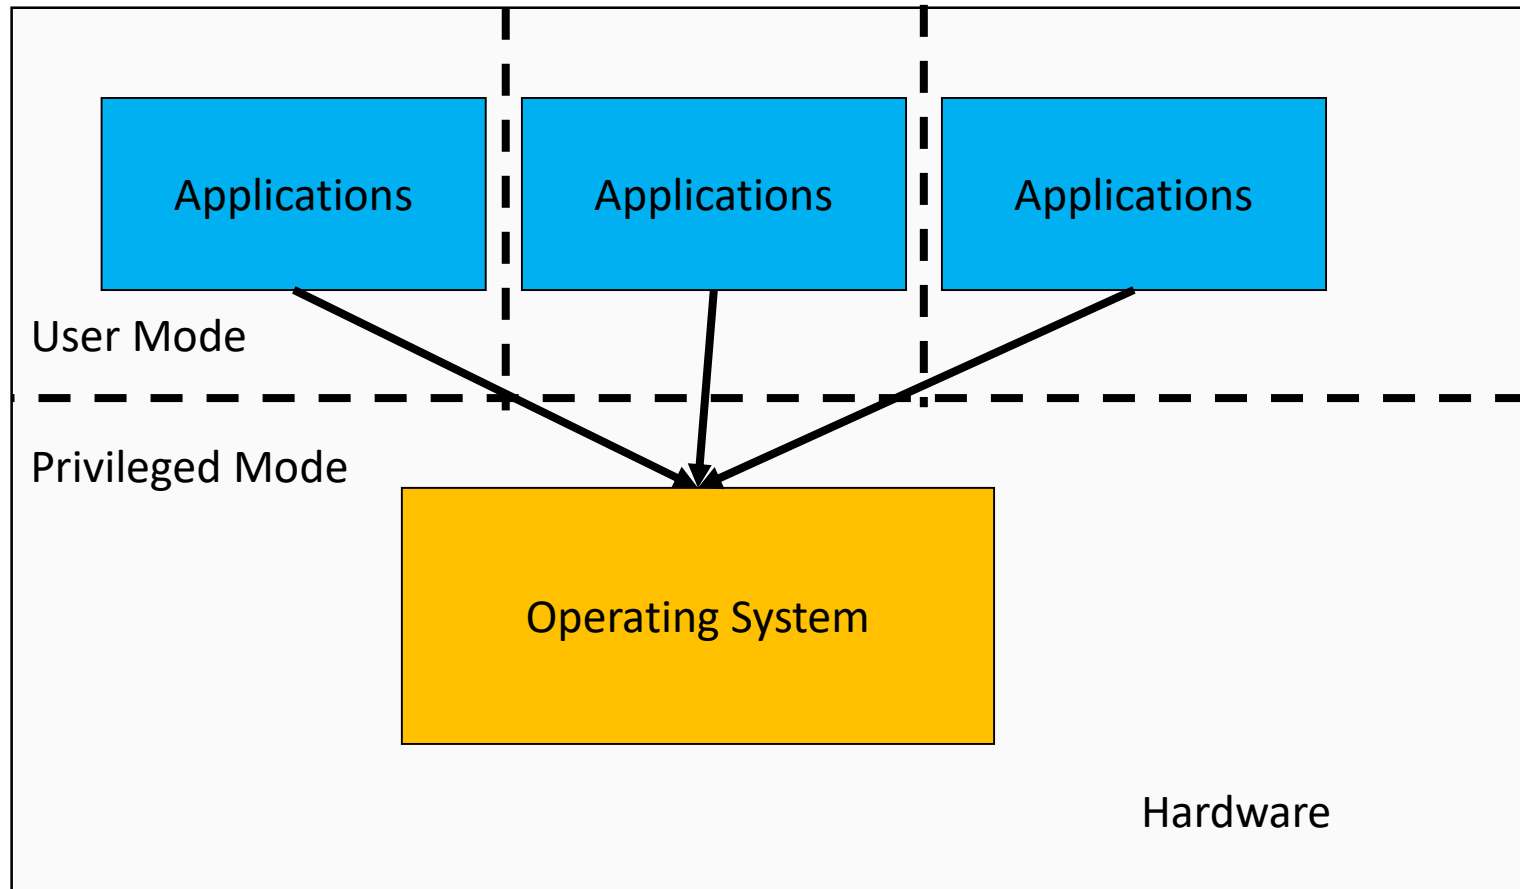 Applications
Applications
Applications
User Mode
Privileged Mode
Operating System
Hardware